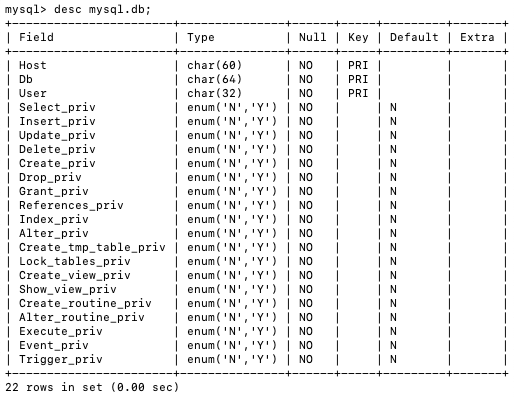 mysql> desc mysql.db;
+-----------------------+---------------+------+-----+---------+-------+
| Field                 | Type          | Null | Key | Default | Extra |
+-----------------------+---------------+------+-----+---------+-------+
| Host                  | char(60)      | NO   | PRI |         |       |
| Db                    | char(64)      | NO   | PRI |         |       |
| User                  | char(32)      | NO   | PRI |         |       |
| Select_priv           | enum('N','Y') | NO   |     | N       |       |
| Insert_priv           | enum('N','Y') | NO   |     | N       |       |
| Update_priv           | enum('N','Y') | NO   |     | N       |       |
| Delete_priv           | enum('N','Y') | NO   |     | N       |       |
| Create_priv           | enum('N','Y') | NO   |     | N       |       |
| Drop_priv             | enum('N','Y') | NO   |     | N       |       |
| Grant_priv            | enum('N','Y') | NO   |     | N       |       |
| References_priv       | enum('N','Y') | NO   |     | N       |       |
| Index_priv            | enum('N','Y') | NO   |     | N       |       |
| Alter_priv            | enum('N','Y') | NO   |     | N       |       |
| Create_tmp_table_priv | enum('N','Y') | NO   |     | N       |       |
| Lock_tables_priv      | enum('N','Y') | NO   |     | N       |       |
| Create_view_priv      | enum('N','Y') | NO   |     | N       |       |
| Show_view_priv        | enum('N','Y') | NO   |     | N       |       |
| Create_routine_priv   | enum('N','Y') | NO   |     | N       |       |
| Alter_routine_priv    | enum('N','Y') | NO   |     | N       |       |
| Execute_priv          | enum('N','Y') | NO   |     | N       |       |
| Event_priv            | enum('N','Y') | NO   |     | N       |       |
| Trigger_priv          | enum('N','Y') | NO   |     | N       |       |
+-----------------------+---------------+------+-----+---------+-------+
22 rows in set (0.00 sec)